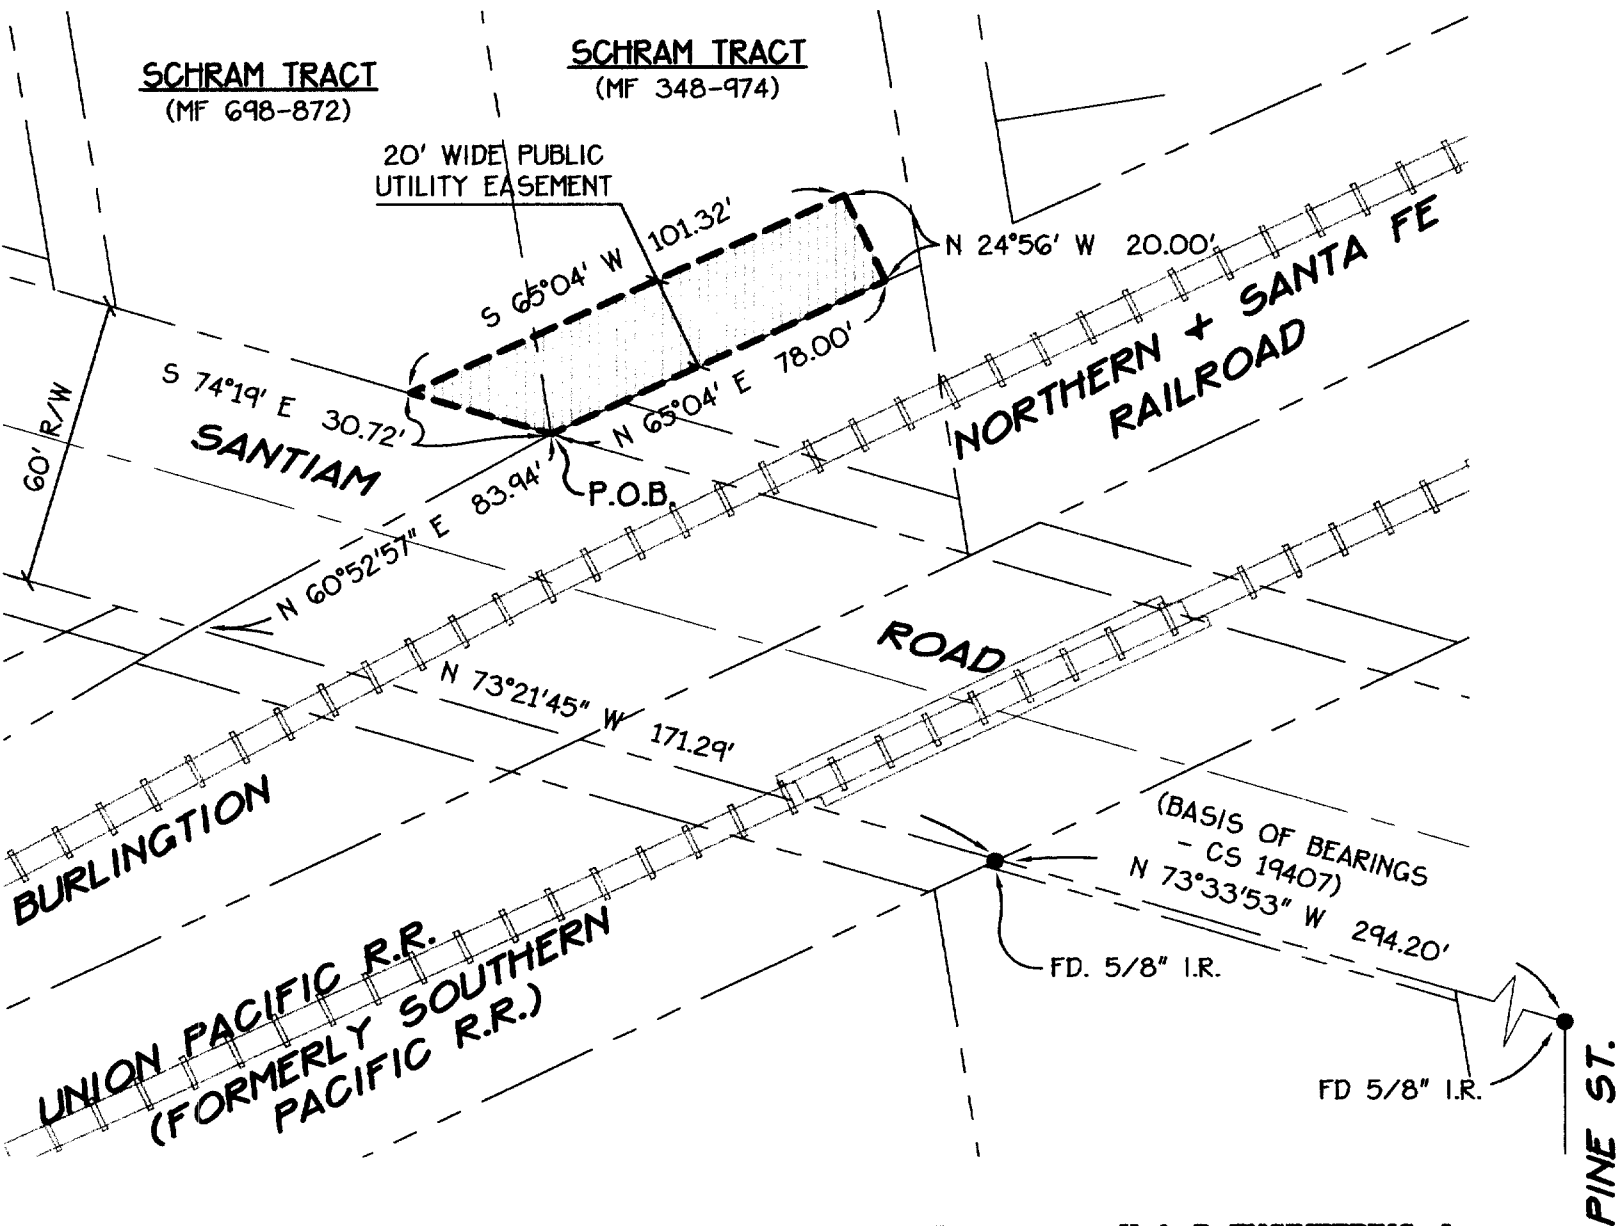 SCHRAM TRACT
(MF 698-872)
SCHRAM TRACT
(MF 348-974)
20' WIDE PUBLIC
UTILITY EASEMENT
S 65°04' W 101.32'
N 24°56' W 20.00'
S 74°19' E 30.72'
N 65°04' E 78.00'
60' R/W
SANTIAM
P.O.B.
N 60°52'57" E 83.94'
NORTHERN + SANTA FE
RAILROAD
ROAD
N 73°21'45" W 171.29'
BURLINGTION
(BASIS OF BEARINGS
- CS 19407)
N 73°33'53" W 294.20'
FD. 5/8" I.R.
UNION PACIFIC R.R.
(FORMERLY SOUTHERN
PACIFIC R.R.)
FD 5/8" I.R.
PINE ST.